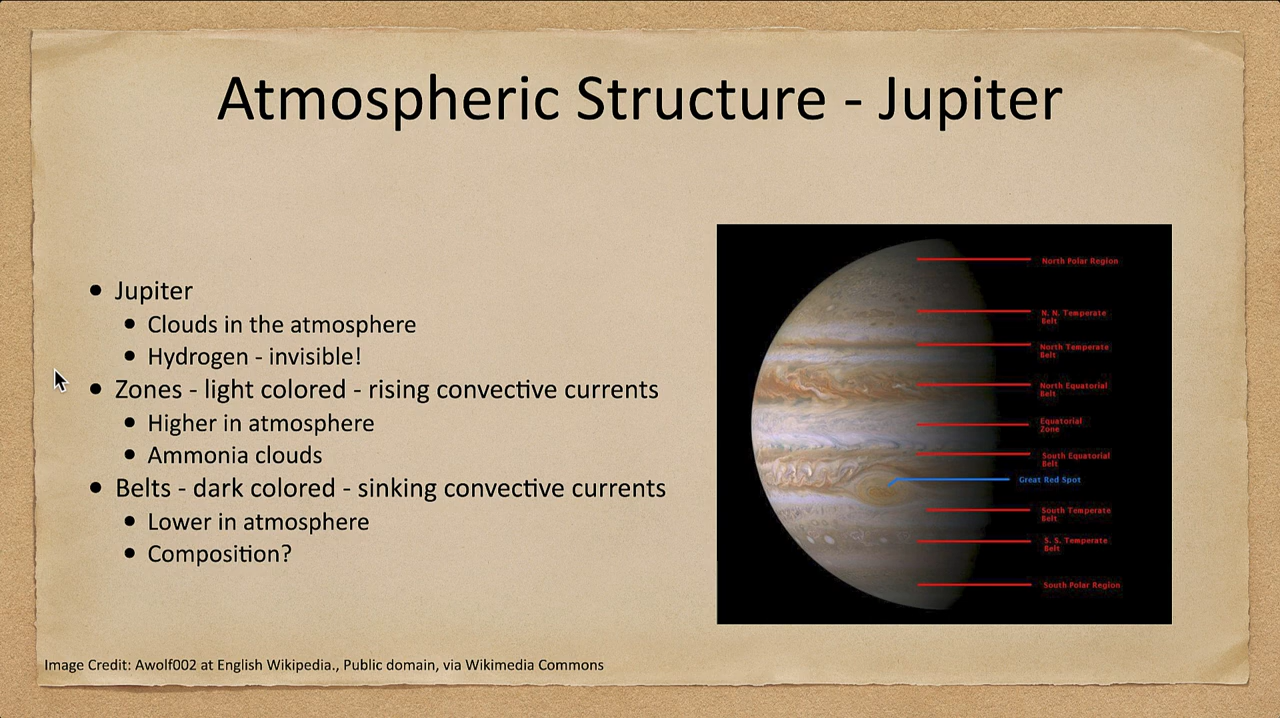 Atmospheric Structure - Jupiter
• Jupiter
• Clouds in the atmosphere
• Hydrogen - invisible!
• Zones - light colored - rising convective currents
• Higher in atmosphere
• Ammonia clouds
• Belts - dark colored - sinking convective currents
• Lower in atmosphere
• Composition?
North Polar Region
N. N. Temperate
Belt
North Temperate
Belt
North Equatorial
Belt
Equatorial
Zone
South Equatorial
Belt
Great Red Spot
South Temperate
Belt
S. S. Temperate
Belt
South Polar Region
Image Credit: Awolf002 at English Wikipedia., Public domain, via Wikimedia Commons